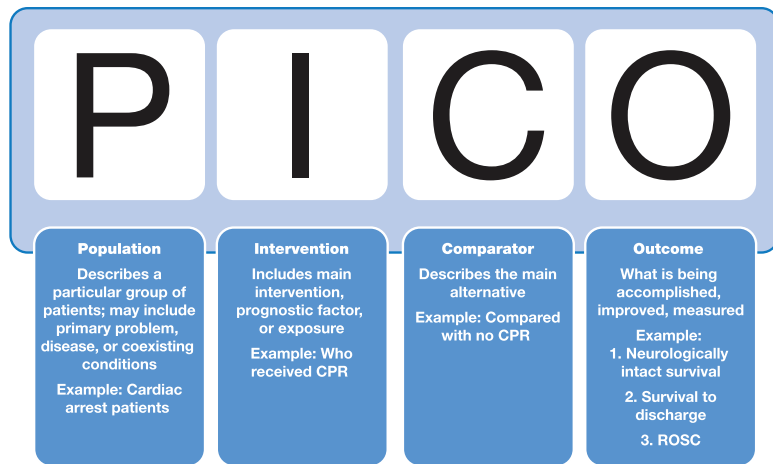 P I C O
Population
Describes a
particular group of
patients; may include
primary problem,
disease, or coexisting
conditions
Example: Cardiac
arrest patients
Intervention
Includes main
intervention,
prognostic factor,
or exposure
Example: Who
received CPR
Comparator
Describes the main
alternative
Example: Compared
with no CPR
Outcome
What is being
accomplished,
improved, measured
Example:
1. Neurologically
intact survival
2. Survival to
discharge
3. ROSC